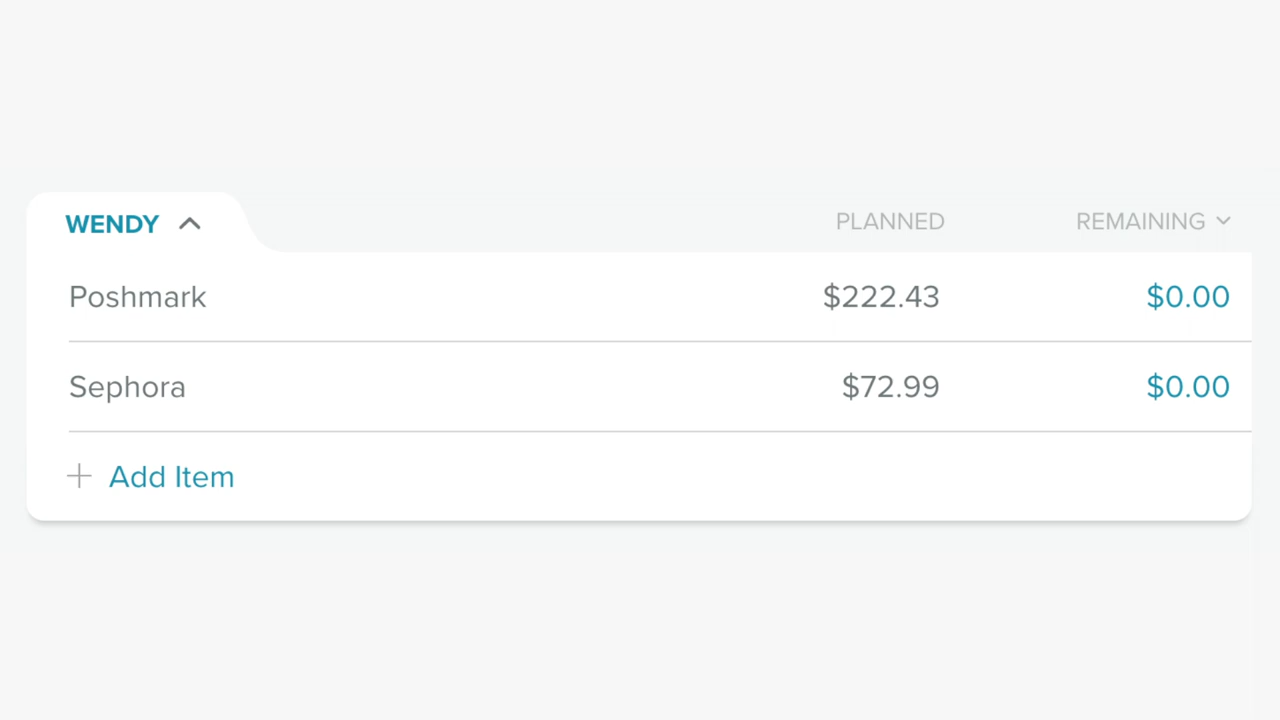 WENDY PLANNED REMAINING
Poshmark $222.43 $0.00
Sephora $72.99 $0.00
+ Add Item